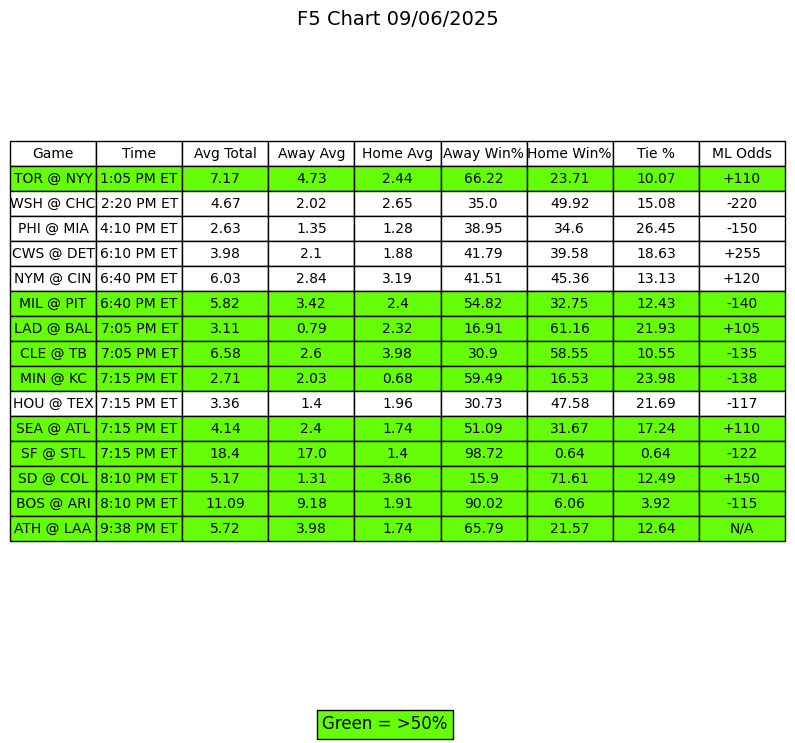 F5 Chart 09/06/2025
Game Time Avg Total Away Avg Home Avg Away Win% Home Win% Tie % ML Odds
TOR @ NYY 1:05 PM ET 7.17 4.73 2.44 66.22 23.71 10.07 +110
WSH @ CHC 2:20 PM ET 4.67 2.02 2.65 35.0 49.92 15.08 -220
PHI @ MIA 4:10 PM ET 2.63 1.35 1.28 38.95 34.6 26.45 -150
CWS @ DET 6:10 PM ET 3.98 2.1 1.88 41.79 39.58 18.63 +255
NYM @ CIN 6:40 PM ET 6.03 2.84 3.19 41.51 45.36 13.13 +120
MIL @ PIT 6:40 PM ET 5.82 3.42 2.4 54.82 32.75 12.43 -140
LAD @ BAL 7:05 PM ET 3.11 0.79 2.32 16.91 61.16 21.93 +105
CLE @ TB 7:05 PM ET 6.58 2.6 3.98 30.9 58.55 10.55 -135
MIN @ KC 7:15 PM ET 2.71 2.03 0.68 59.49 16.53 23.98 -138
HOU @ TEX 7:15 PM ET 3.36 1.4 1.96 30.73 47.58 21.69 -117
SEA @ ATL 7:15 PM ET 4.14 2.4 1.74 51.09 31.67 17.24 +110
SF @ STL 7:15 PM ET 18.4 17.0 1.4 98.72 0.64 0.64 -122
SD @ COL 8:10 PM ET 5.17 1.31 3.86 15.9 71.61 12.49 +150
BOS @ ARI 8:10 PM ET 11.09 9.18 1.91 90.02 6.06 3.92 -115
ATH @ LAA 9:38 PM ET 5.72 3.98 1.74 65.79 21.57 12.64 N/A
Green = >50%